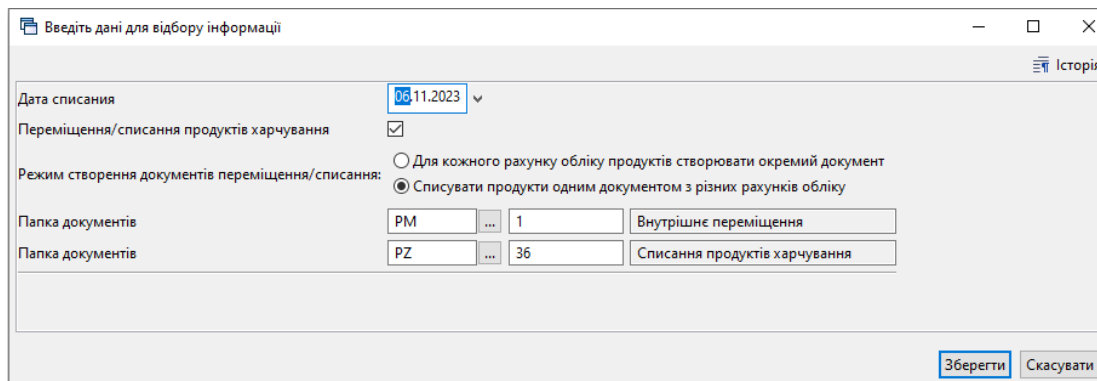 Введіть дані для відбору інформації
Історія
Дата списания 06.11.2023
Переміщення/списання продуктів харчування
Режим створення документів переміщення/списання:
Для кожного рахунку обліку продуктів створювати окремий документ
Списувати продукти одним документом з різних рахунків обліку
Папка документів PM ... 1 Внутрішнє переміщення
Папка документів PZ ... 36 Списання продуктів харчування
Зберегти Скасувати